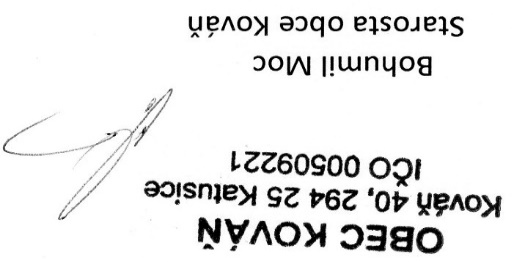 OBEC KOVÁŇ
Kováň 40, 294 25 Katusice
IČO 00509221
Bohumil Moc
Starosta obce Kováň